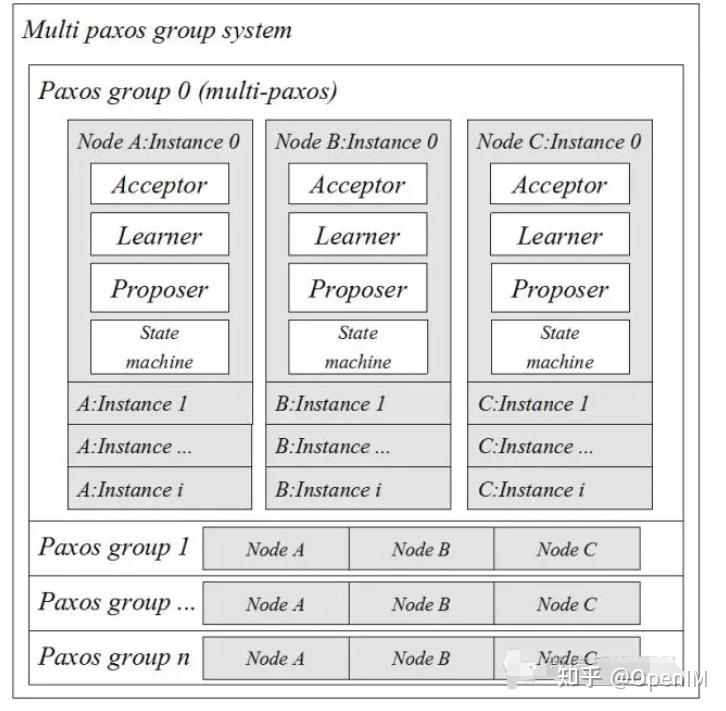 Multi paxos group system
Paxos group 0 (multi-paxos)
Node A:Instance 0
Acceptor
Learner
Proposer
State
machine
A:Instance 1
A:Instance ...
A:Instance i
Node B:Instance 0
Acceptor
Learner
Proposer
State
machine
B:Instance 1
B:Instance ...
B:Instance i
Node C:Instance 0
Acceptor
Learner
Proposer
State
machine
C:Instance 1
C:Instance ...
C:Instance i
Paxos group 1 Node A Node B Node C
Paxos group ... Node A Node B Node C
Paxos group n Node A Node B Node C
知乎 @OpenIM